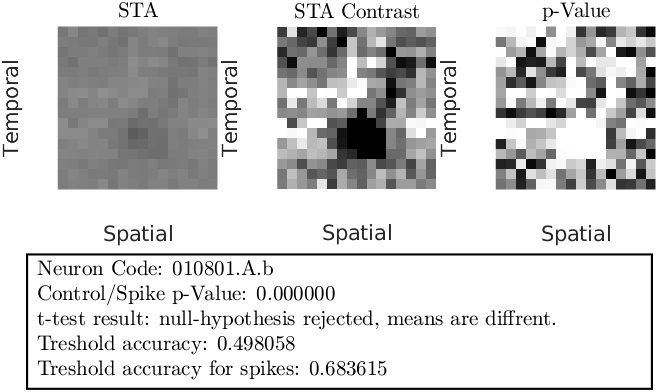 STA
STA Contrast
p-Value
Temporal
Temporal
Temporal
Spatial
Spatial
Spatial
Neuron Code: 010801.A.b
Control/Spike p-Value: 0.000000
t-test result: null-hypothesis rejected, means are diffrent.
Treshold accuracy: 0.498058
Treshold accuracy for spikes: 0.683615